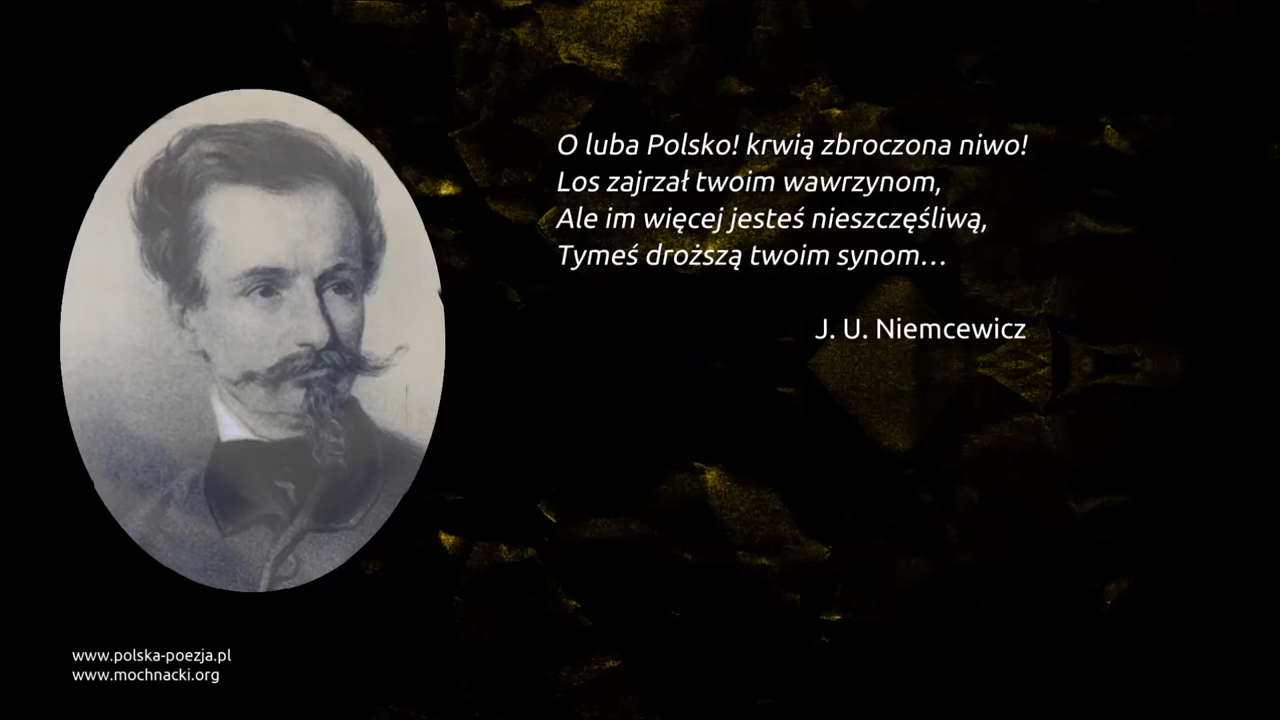 O luba Polsko! krwią zbroczona niwo!
Los zajrzał twoim wawrzynom,
Ale im więcej jesteś nieszczęśliwą,
Tymeś droższą twoim synom…
J. U. Niemcewicz
www.polska-poezja.pl
www.mochnacki.org